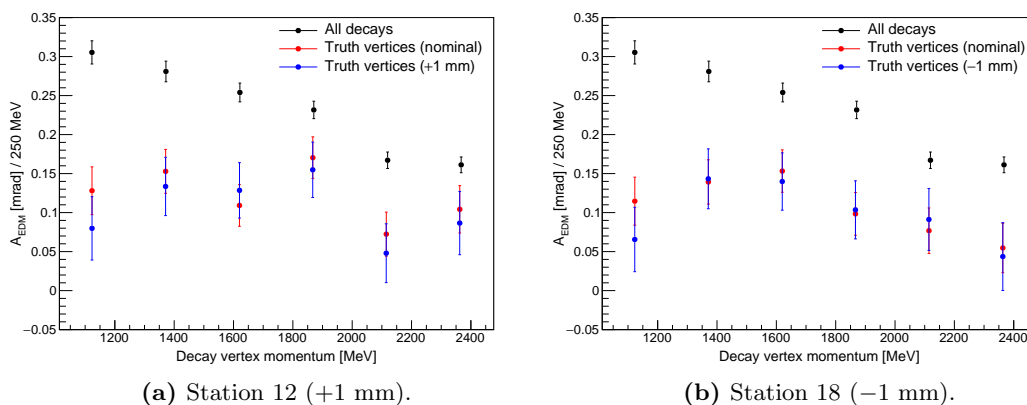 0.35
0.3
0.25
0.2
0.15
0.1
0.05
0
−0.05
A_EDM [mrad] / 250 MeV
All decays
Truth vertices (nominal)
Truth vertices (+1 mm)
1200 1400 1600 1800 2000 2200 2400
Decay vertex momentum [MeV]
(a) Station 12 (+1 mm).
0.35
0.3
0.25
0.2
0.15
0.1
0.05
0
−0.05
A_EDM [mrad] / 250 MeV
All decays
Truth vertices (nominal)
Truth vertices (−1 mm)
1200 1400 1600 1800 2000 2200 2400
Decay vertex momentum [MeV]
(b) Station 18 (−1 mm).